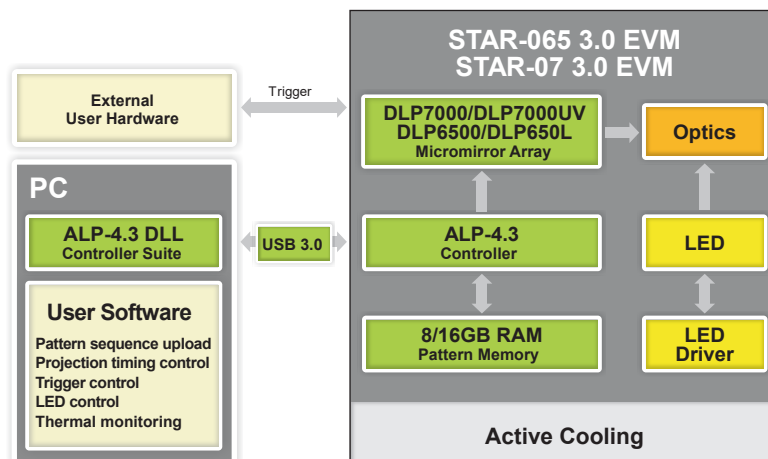 STAR-065 3.0 EVM
STAR-07 3.0 EVM
External
User Hardware
Trigger
DLP7000/DLP7000UV
DLP6500/DLP650L
Micromirror Array
Optics
PC
ALP-4.3 DLL
Controller Suite
USB 3.0
ALP-4.3
Controller
LED
User Software
Pattern sequence upload
Projection timing control
Trigger control
LED control
Thermal monitoring
8/16GB RAM
Pattern Memory
LED
Driver
Active Cooling